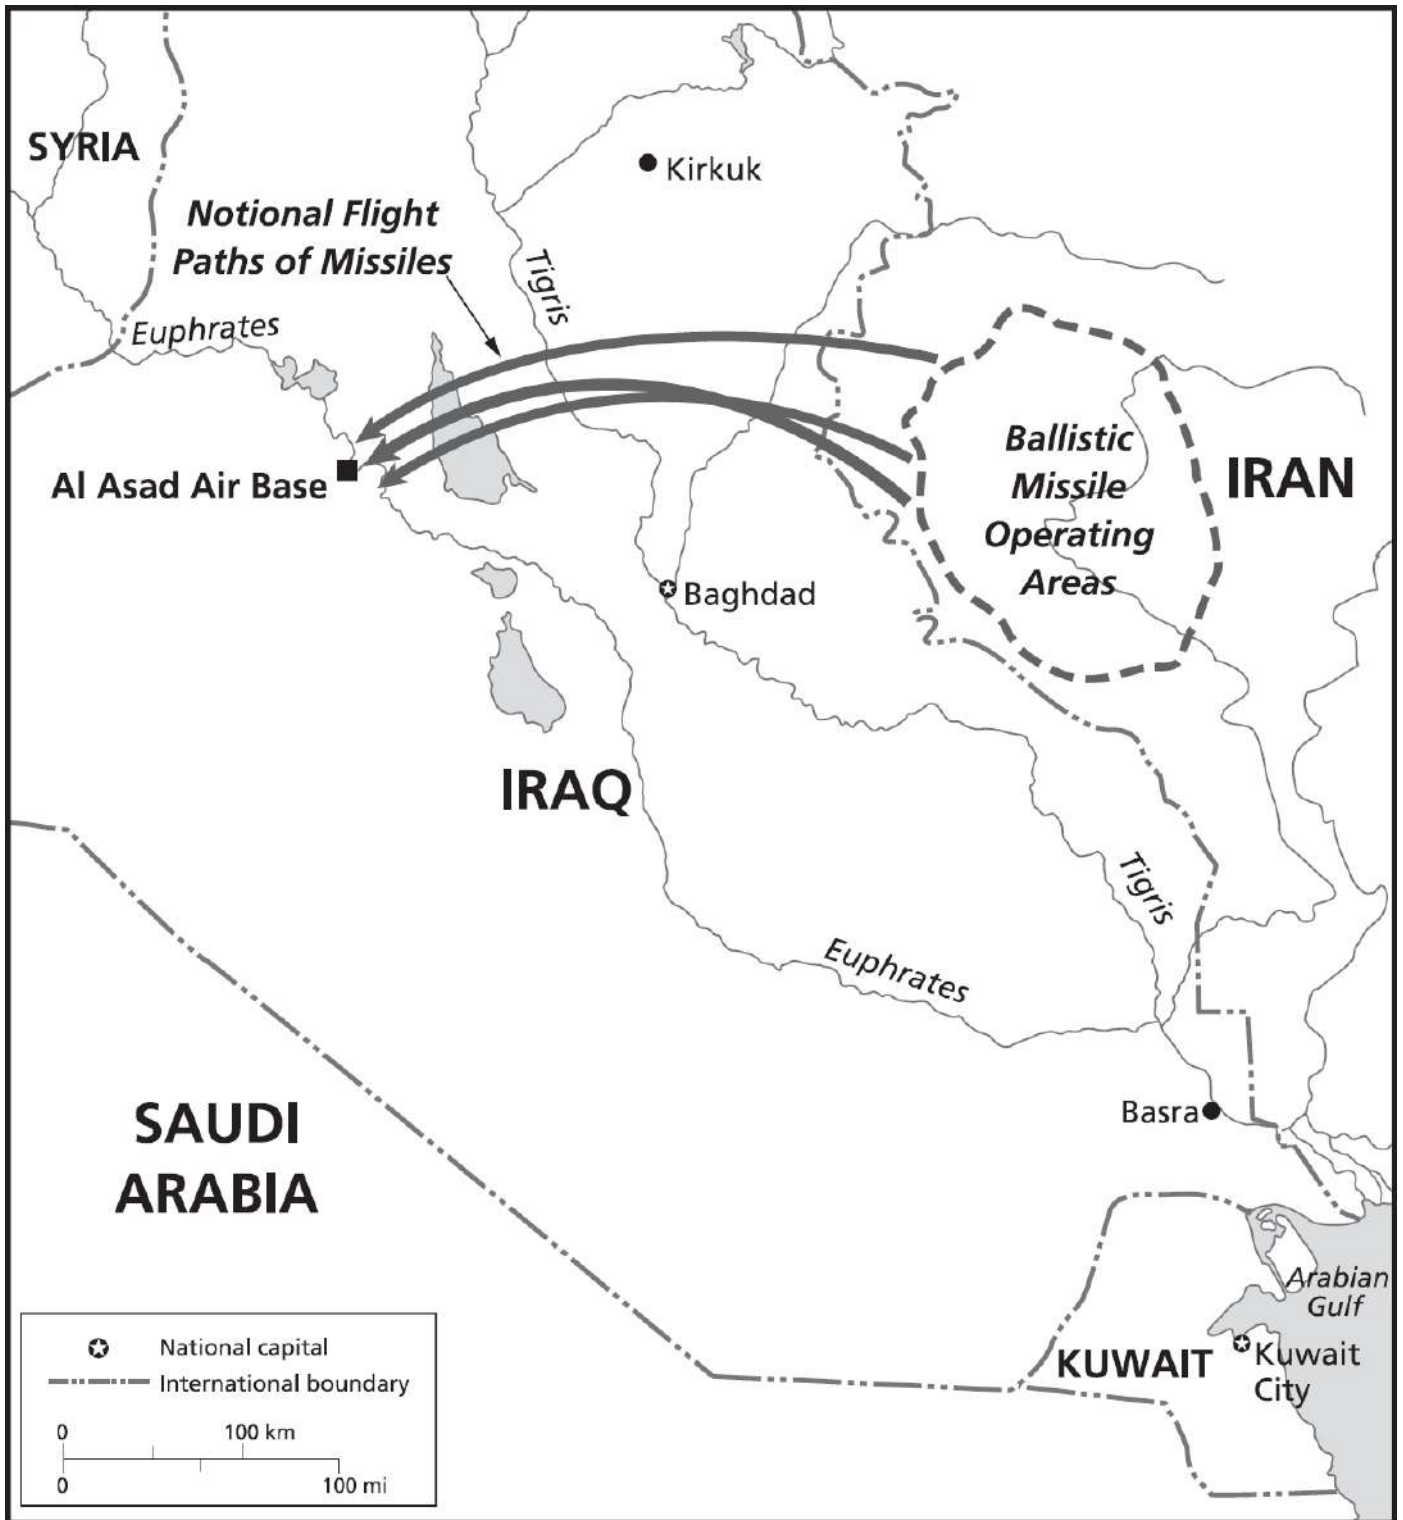 SYRIA
Kirkuk
Notional Flight
Paths of Missiles
Tigris
Euphrates
Ballistic
Missile
Operating
Areas
IRAN
Al Asad Air Base
Baghdad
IRAQ
Tigris
Euphrates
SAUDI
ARABIA
Basra
Arabian
Gulf
KUWAIT
Kuwait
City
National capital
International boundary
0
100 km
0
100 mi